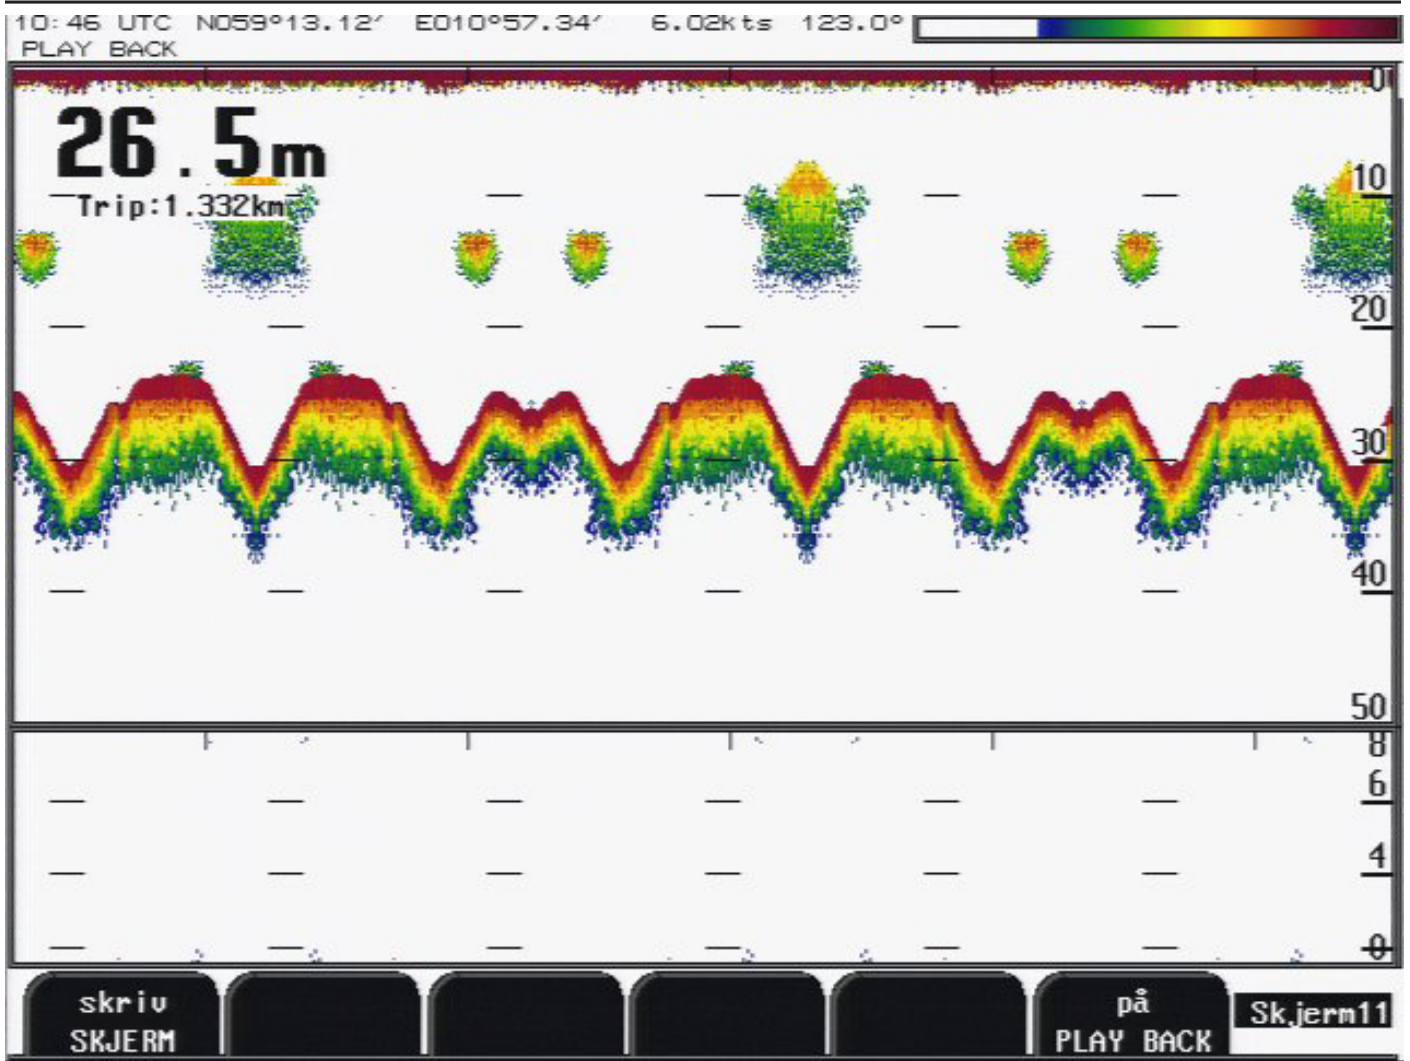 10:46 UTC N059°13.12′ E010°57.34′ 6.02kts 123.0°
PLAY BACK
0
26.5m
10
Trip:1.332km
20
30
40
50
8
6
4
0
skriv
SKJERM
på
PLAY BACK
Skjerm11